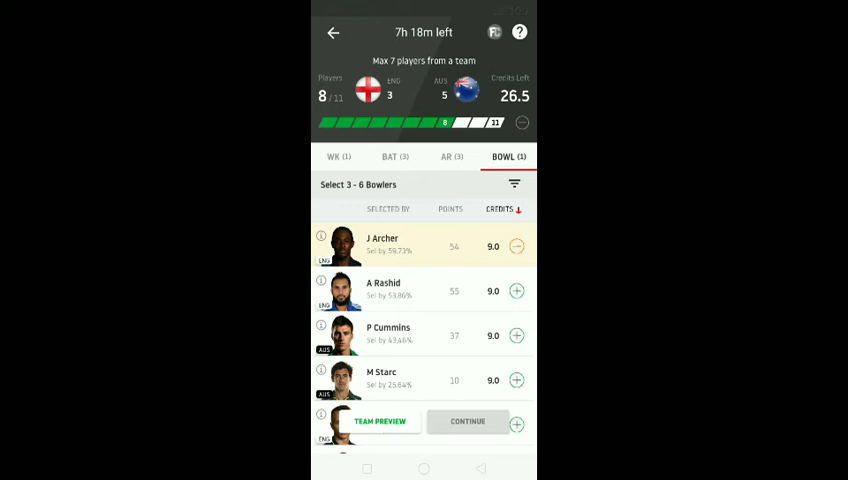 7h 18m left
FC ?
Max 7 players from a team
Players ENG AUS Credits Left
8 / 11 3 5 26.5
8 11
WK (1) BAT (3) AR (3) BOWL (1)
Select 3 - 6 Bowlers
SELECTED BY POINTS CREDITS
J Archer
Sel by 59.73% 54 9.0
ENG
A Rashid
Sel by 53.86% 55 9.0
ENG
P Cummins
Sel by 43.46% 37 9.0
AUS
M Starc
Sel by 25.64% 10 9.0
AUS
TEAM PREVIEW CONTINUE
ENG